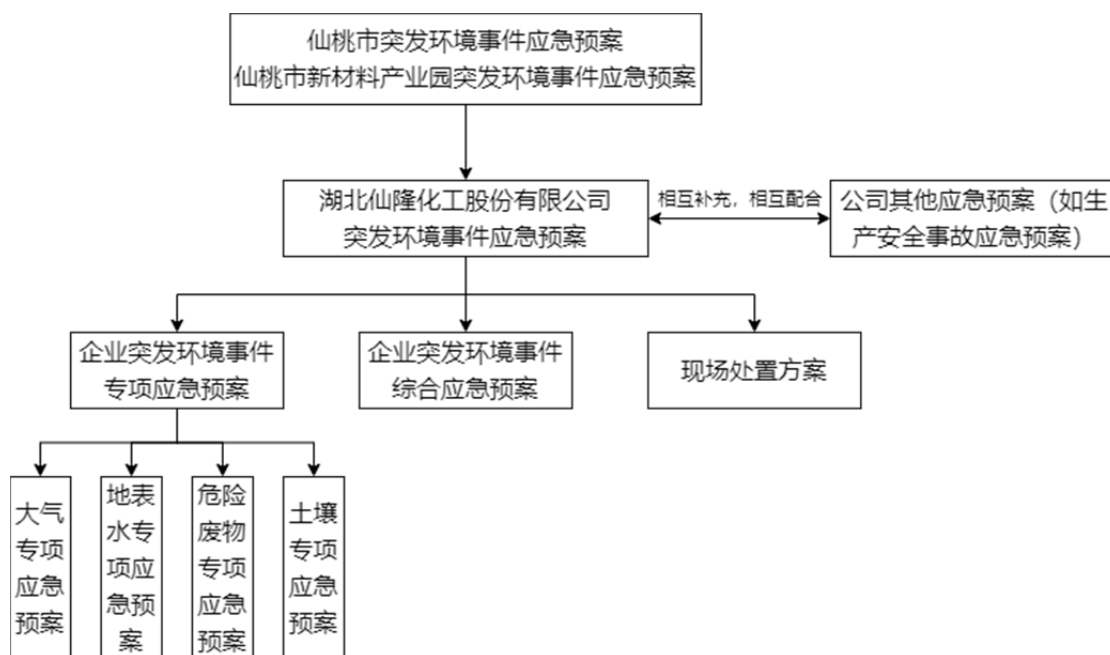 仙桃市突发环境事件应急预案
仙桃市新材料产业园突发环境事件应急预案
湖北仙隆化工股份有限公司
突发环境事件应急预案
相互补充，相互配合
公司其他应急预案（如生
产安全事故应急预案）
企业突发环境事件
专项应急预案
企业突发环境事件
综合应急预案
现场处置方案
大气
专项
应急
预案
地表
水专
项应
急预
案
危险
废物
专项
应急
预案
土壤
专项
应急
预案